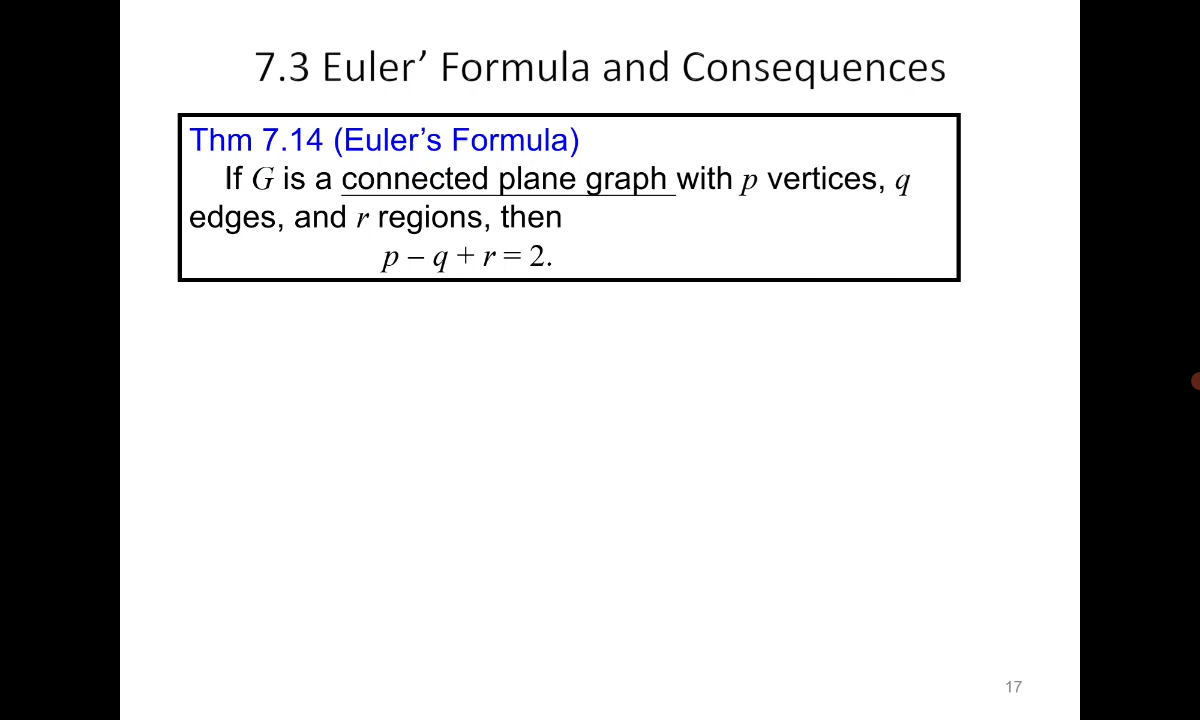 7.3 Euler’ Formula and Consequences
Thm 7.14 (Euler’s Formula)
If G is a connected plane graph with p vertices, q
edges, and r regions, then
p – q + r = 2.
17